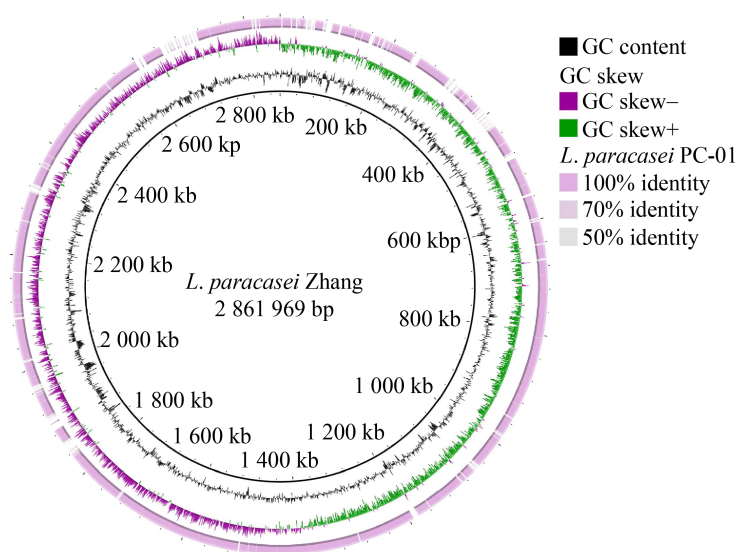 2 800 kb
200 kb
2 600 kp
400 kb
2 400 kb
600 kbp
2 200 kb
L. paracasei Zhang
2 861 969 bp
800 kb
2 000 kb
1 000 kb
1 800 kb
1 200 kb
1 600 kb
1 400 kb
GC content
GC skew
GC skew−
GC skew+
L. paracasei PC-01
100% identity
70% identity
50% identity